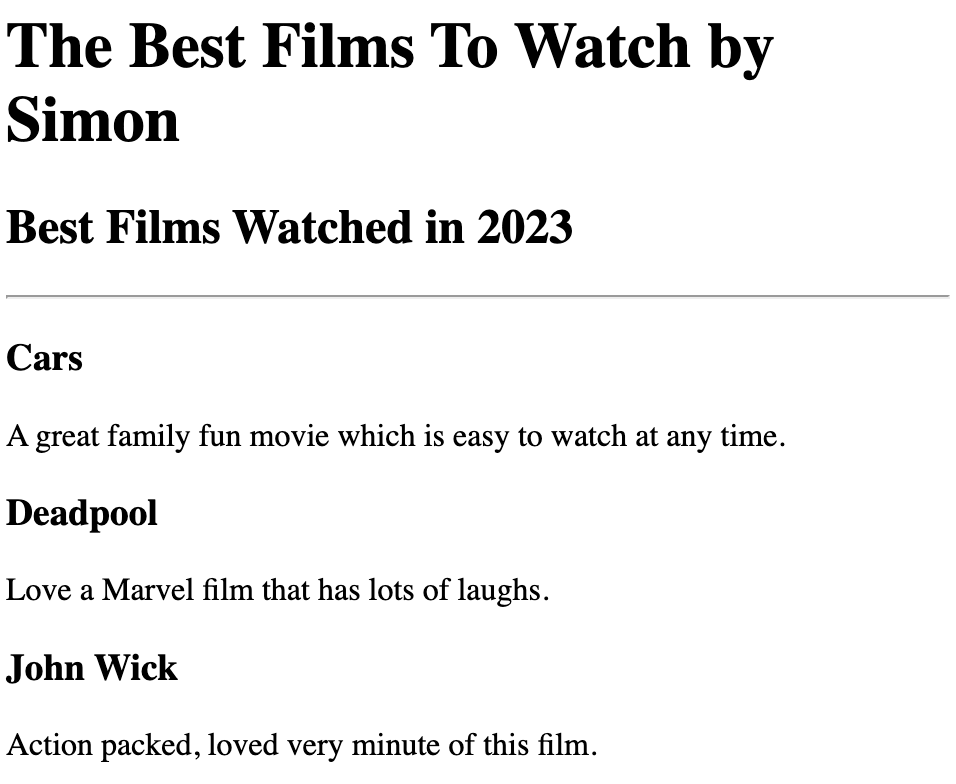 The Best Films To Watch by
Simon
Best Films Watched in 2023
Cars
A great family fun movie which is easy to watch at any time.
Deadpool
Love a Marvel film that has lots of laughs.
John Wick
Action packed, loved very minute of this film.